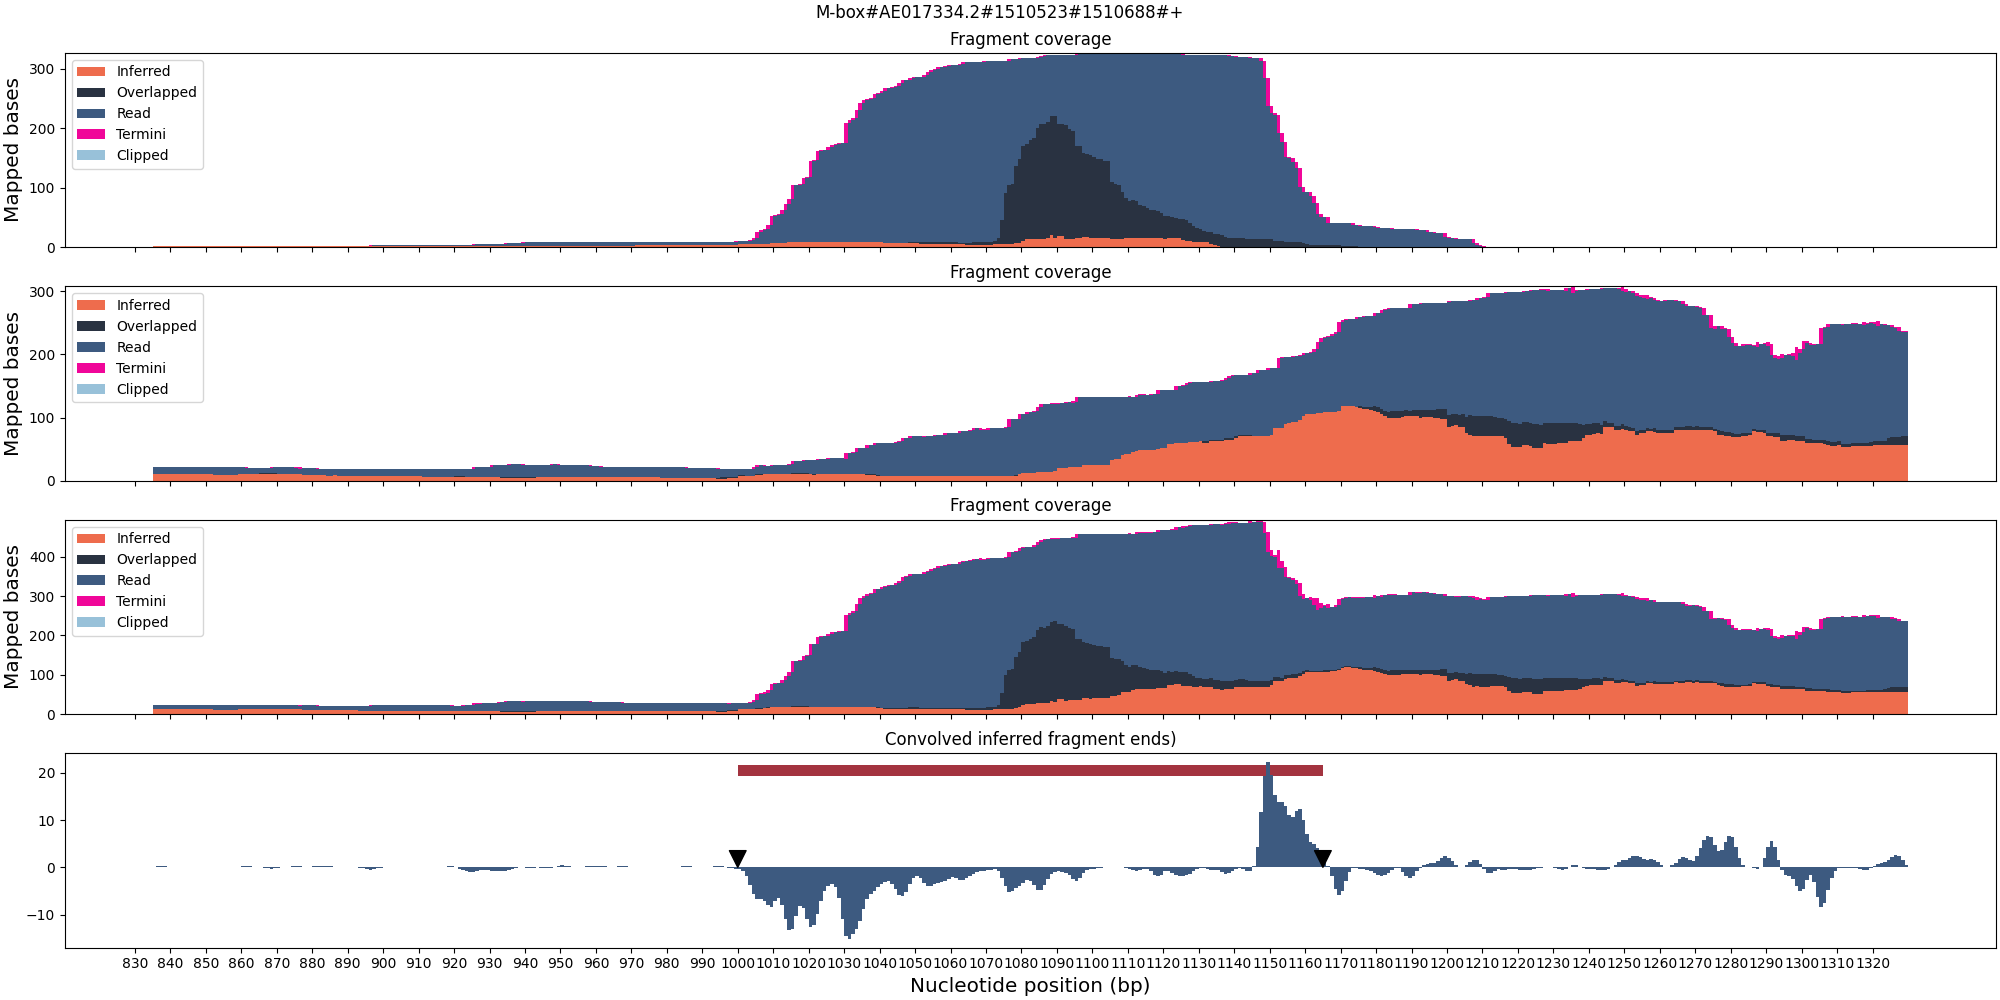 M-box#AE017334.2#1510523#1510688#+
Fragment coverage
Mapped bases
300
200
100
0
Inferred
Overlapped
Read
Termini
Clipped
Fragment coverage
Mapped bases
300
200
100
0
Inferred
Overlapped
Read
Termini
Clipped
Fragment coverage
Mapped bases
400
300
200
100
0
Inferred
Overlapped
Read
Termini
Clipped
Convolved inferred fragment ends)
20
10
0
−10
830 840 850 860 870 880 890 900 910 920 930 940 950 960 970 980 990 1000 1010 1020 1030 1040 1050 1060 1070 1080 1090 1100 1110 1120 1130 1140 1150 1160 1170 1180 1190 1200 1210 1220 1230 1240 1250 1260 1270 1280 1290 1300 1310 1320
Nucleotide position (bp)